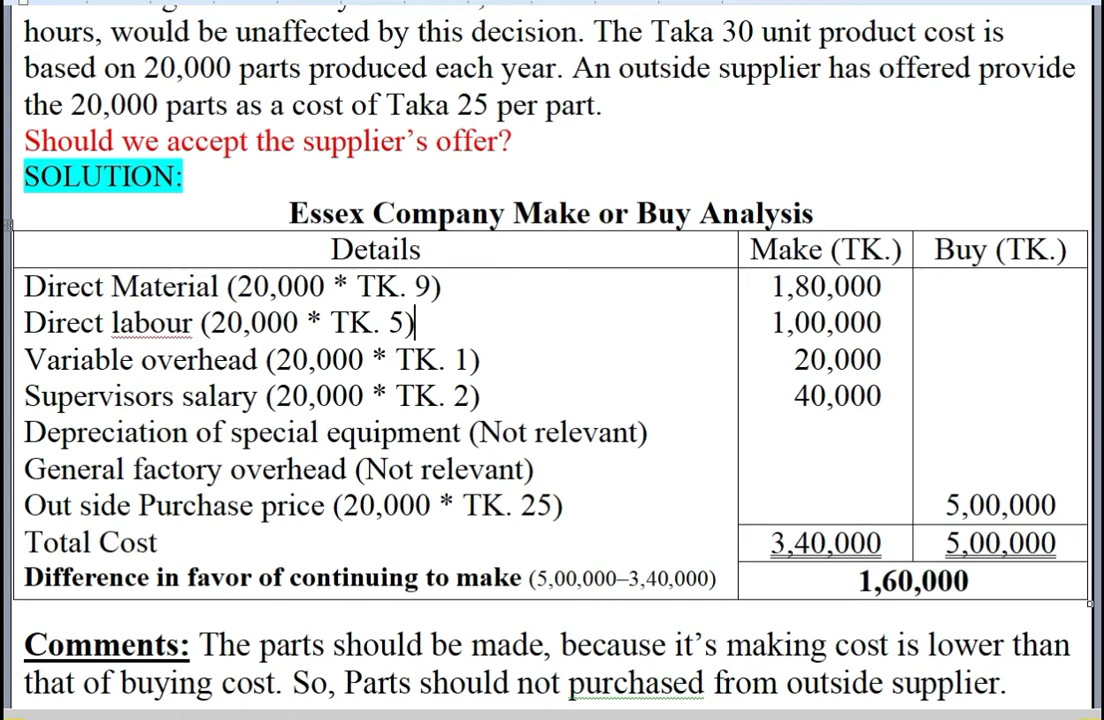 hours, would be unaffected by this decision. The Taka 30 unit product cost is
based on 20,000 parts produced each year. An outside supplier has offered provide
the 20,000 parts as a cost of Taka 25 per part.
Should we accept the supplier's offer?
SOLUTION:
Essex Company Make or Buy Analysis
Details Make (TK.) Buy (TK.)
Direct Material (20,000 * TK. 9) 1,80,000
Direct labour (20,000 * TK. 5) 1,00,000
Variable overhead (20,000 * TK. 1) 20,000
Supervisors salary (20,000 * TK. 2) 40,000
Depreciation of special equipment (Not relevant)
General factory overhead (Not relevant)
Out side Purchase price (20,000 * TK. 25) 5,00,000
Total Cost 3,40,000 5,00,000
Difference in favor of continuing to make (5,00,000–3,40,000) 1,60,000
Comments: The parts should be made, because it's making cost is lower than
that of buying cost. So, Parts should not purchased from outside supplier.